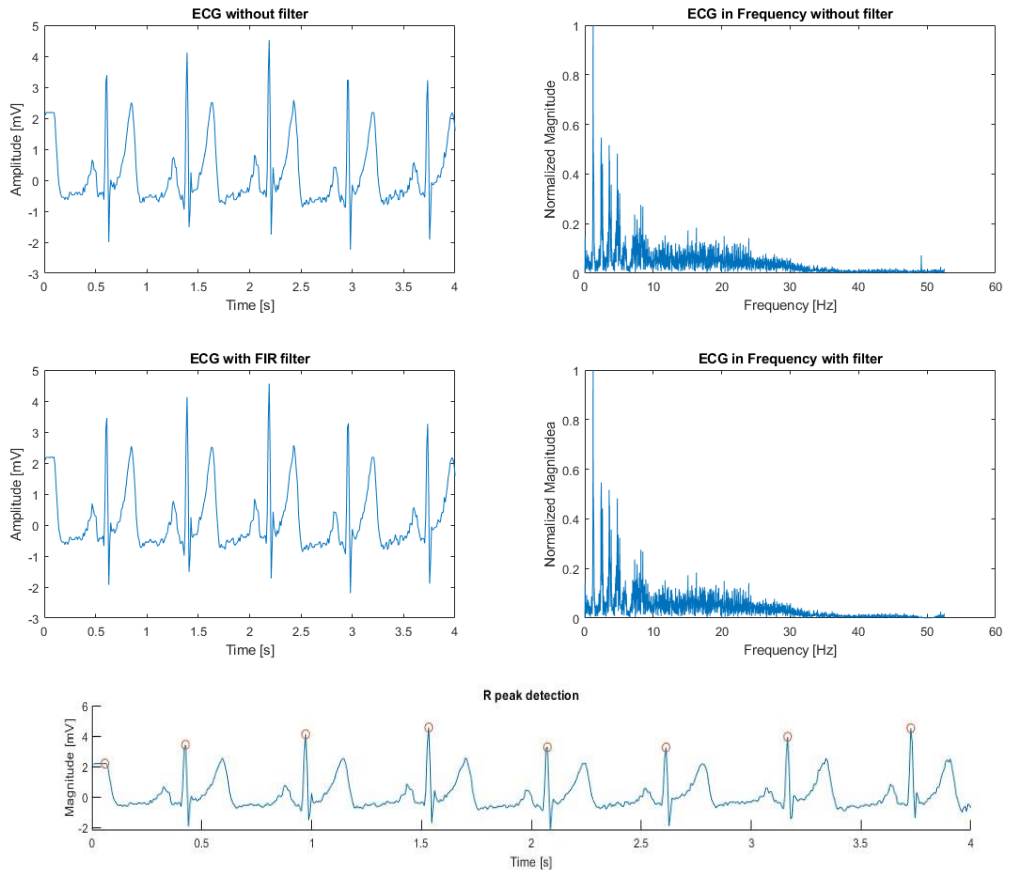 ECG without filter
5
4
3
2
1
0
-1
-2
-3
Amplitude [mV]
0 0.5 1 1.5 2 2.5 3 3.5 4
Time [s]
ECG in Frequency without filter
1
0.8
0.6
0.4
0.2
0
Normalized Magnitude
0 10 20 30 40 50 60
Frequency [Hz]
ECG with FIR filter
5
4
3
2
1
0
-1
-2
-3
Amplitude [mV]
0 0.5 1 1.5 2 2.5 3 3.5 4
Time [s]
ECG in Frequency with filter
1
0.8
0.6
0.4
0.2
0
Normalized Magnitudea
0 10 20 30 40 50 60
Frequency [Hz]
R peak detection
6
4
2
0
-2
Magnitude [mV]
0 0.5 1 1.5 2 2.5 3 3.5 4
Time [s]